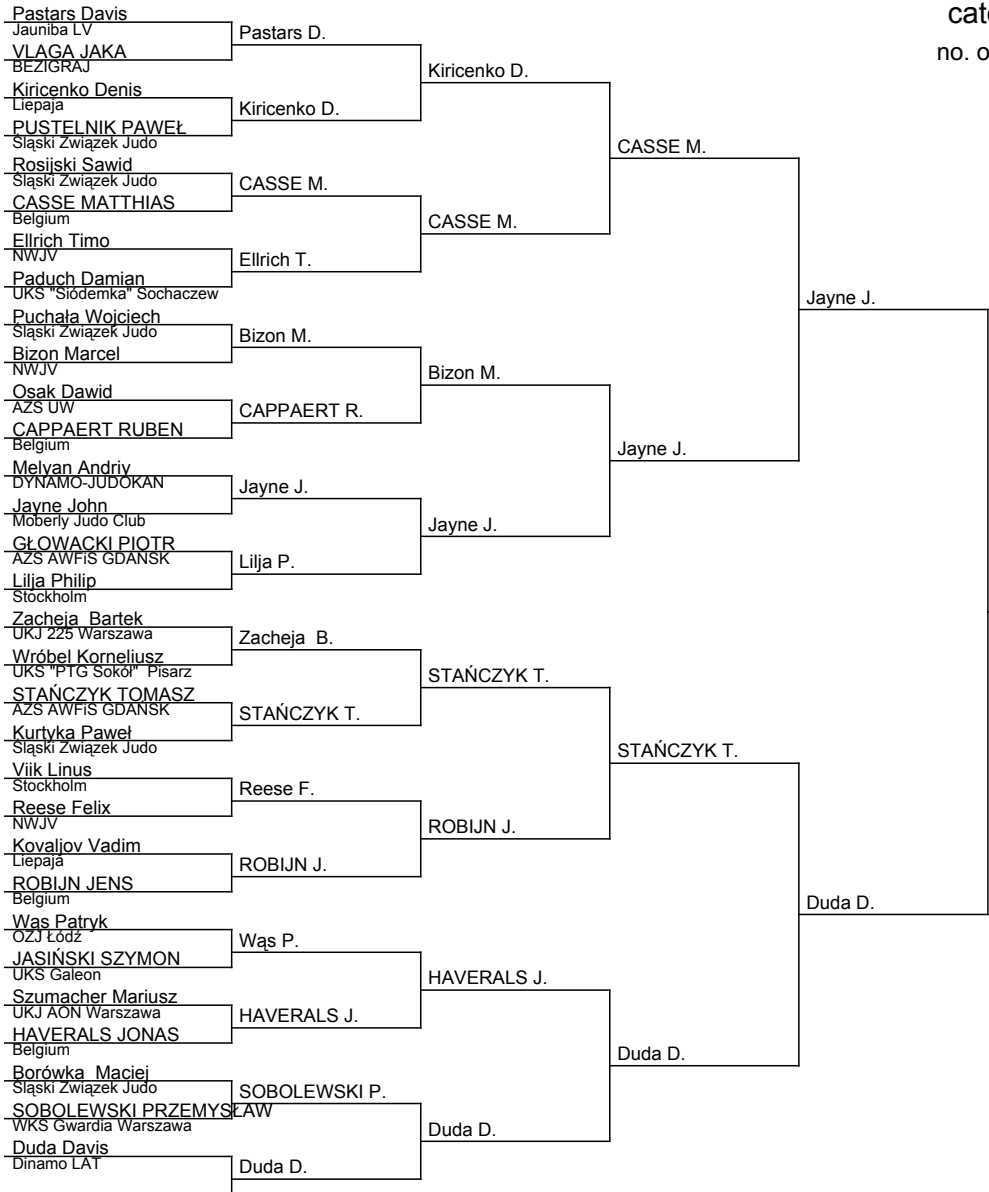 Pastars Davis
Jauniba LV
VLAGA JAKA
BEZIGRAJ
Kiricenko Denis
Liepaja
PUSTELNIK PAWEŁ
Śląski Związek Judo
Rosijski Sawid
Śląski Związek Judo
CASSE MATTHIAS
Belgium
Ellrich Timo
NWJV
Paduch Damian
UKS "Siódemka" Sochaczew
Puchała Wojciech
Śląski Związek Judo
Bizon Marcel
NWJV
Osak Dawid
AZS UW
CAPPAERT RUBEN
Belgium
Melyan Andriy
DYNAMO-JUDOKAN
Jayne John
Moberly Judo Club
GŁOWACKI PIOTR
AZS AWFiS GDAŃSK
Lilja Philip
Stockholm
Zacheja  Bartek
UKJ 225 Warszawa
Wróbel Korneliusz
UKS "PTG Sokół"  Pisarz
STAŃCZYK TOMASZ
AZS AWFiS GDAŃSK
Kurtyka Paweł
Śląski Związek Judo
Viik Linus
Stockholm
Reese Felix
NWJV
Kovaljov Vadim
Liepaja
ROBIJN JENS
Belgium
Wąs Patryk
OZJ Łódź
JASIŃSKI SZYMON
UKS Galeon
Szumacher Mariusz
UKJ AON Warszawa
HAVERALS JONAS
Belgium
Borówka  Maciej
Śląski Związek Judo
SOBOLEWSKI PRZEMYSŁAW
WKS Gwardia Warszawa
Duda Davis
Dinamo LAT
Pastars D.
Kiricenko D.
CASSE M.
Ellrich T.
Bizon M.
CAPPAERT R.
Jayne J.
Lilja P.
Zacheja  B.
STAŃCZYK T.
Reese F.
ROBIJN J.
Wąs P.
HAVERALS J.
SOBOLEWSKI P.
Duda D.
Kiricenko D.
CASSE M.
Bizon M.
Jayne J.
STAŃCZYK T.
ROBIJN J.
HAVERALS J.
Duda D.
CASSE M.
Jayne J.
STAŃCZYK T.
Duda D.
Jayne J.
Duda D.
no. o